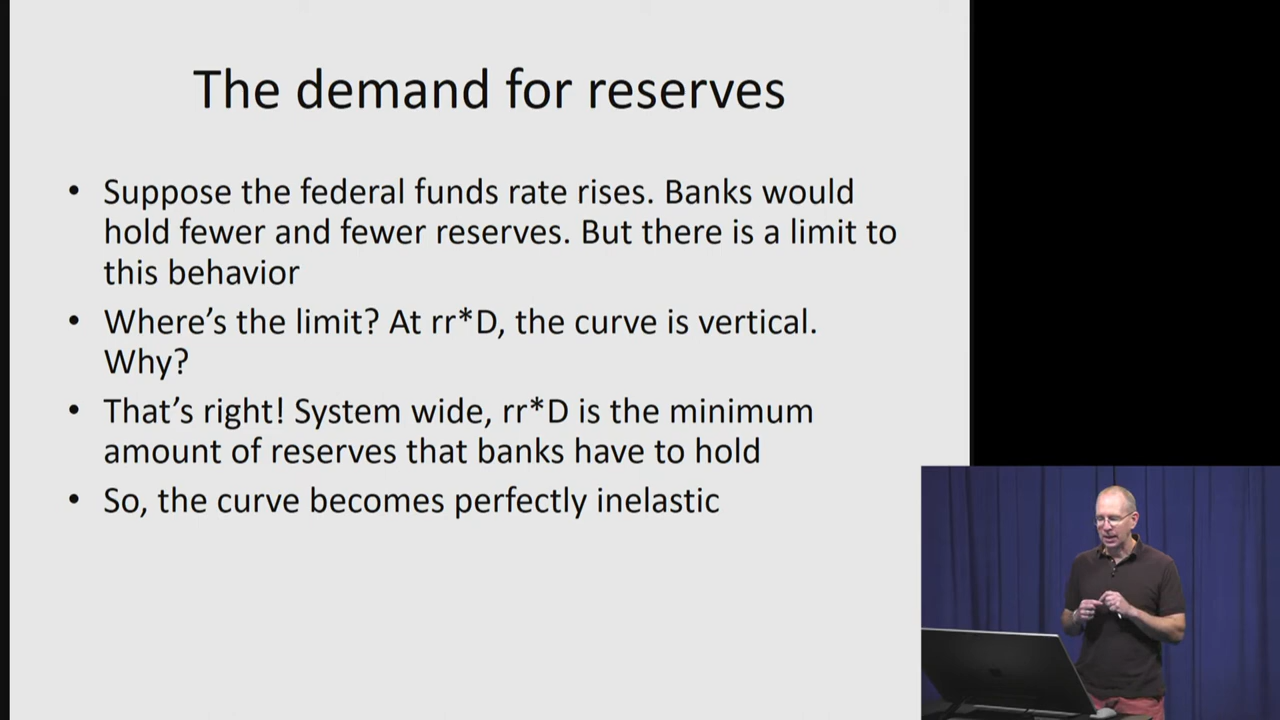 The demand for reserves
• Suppose the federal funds rate rises. Banks would
hold fewer and fewer reserves. But there is a limit to
this behavior
• Where’s the limit? At rr*D, the curve is vertical.
Why?
• That’s right! System wide, rr*D is the minimum
amount of reserves that banks have to hold
• So, the curve becomes perfectly inelastic